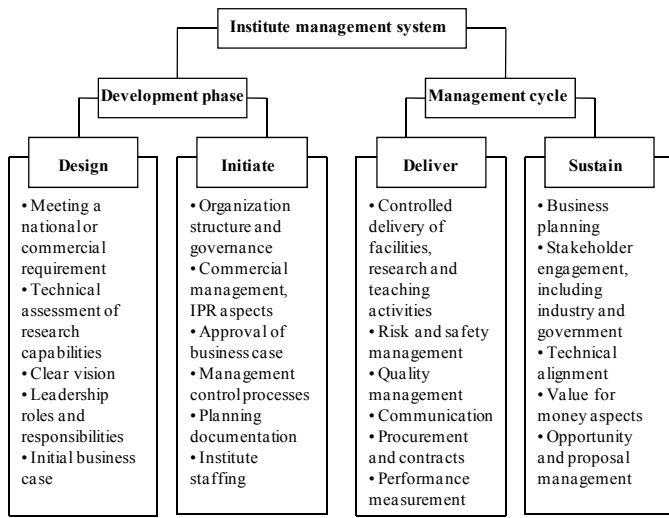 Institute management system
Development phase
Management cycle
Design
• Meeting a
national or
commercial
requirement
• Technical
assessment of
research
capabilities
• Clear vision
• Leadership
roles and
responsibilities
• Initial business
case
Initiate
• Organization
structure and
governance
• Commercial
management,
IPR aspects
• Approval of
business case
• Management
control processes
• Planning
documentation
• Institute
staffing
Deliver
• Controlled
delivery of
facilities,
research and
teaching
activities
• Risk and safety
management
• Quality
management
• Communication
• Procurement
and contracts
• Performance
measurement
Sustain
• Business
planning
• Stakeholder
engagement,
including
industry and
government
• Technical
alignment
• Value for
money aspects
• Opportunity
and proposal
management